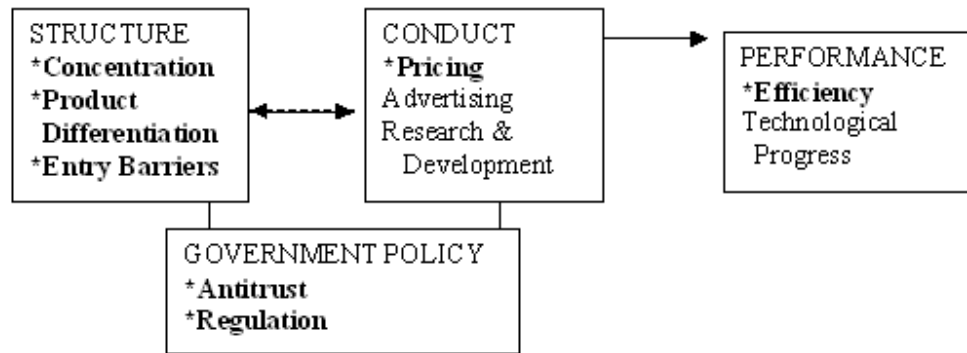 STRUCTURE
*Concentration
*Product
Differentiation
*Entry Barriers
CONDUCT
*Pricing
Advertising
Research &
Development
PERFORMANCE
*Efficiency
Technological
Progress
GOVERNMENT POLICY
*Antitrust
*Regulation